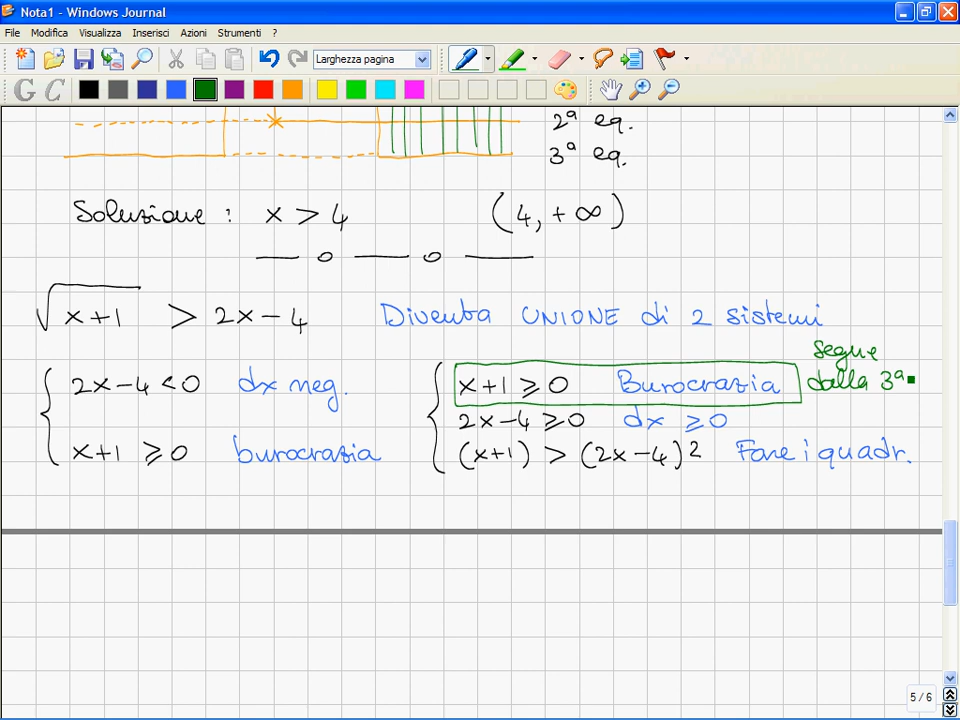 Nota1 - Windows Journal
File Modifica Visualizza Inserisci Azioni Strumenti ?
Larghezza pagina
G C
2ª eq.
3ª eq.
Soluzione : x > 4 (4, +∞)
— o — o —
√x+1 > 2x-4 Diventa UNIONE di 2 sistemi
segue
dalla 3ª
{ 2x-4 < 0 dx neg.
x+1 ≥ 0 burocrazia
{ x+1 ≥ 0 Burocrazia
2x-4 ≥ 0 dx ≥ 0
(x+1) > (2x-4)² Fare i quadr.
5 / 6